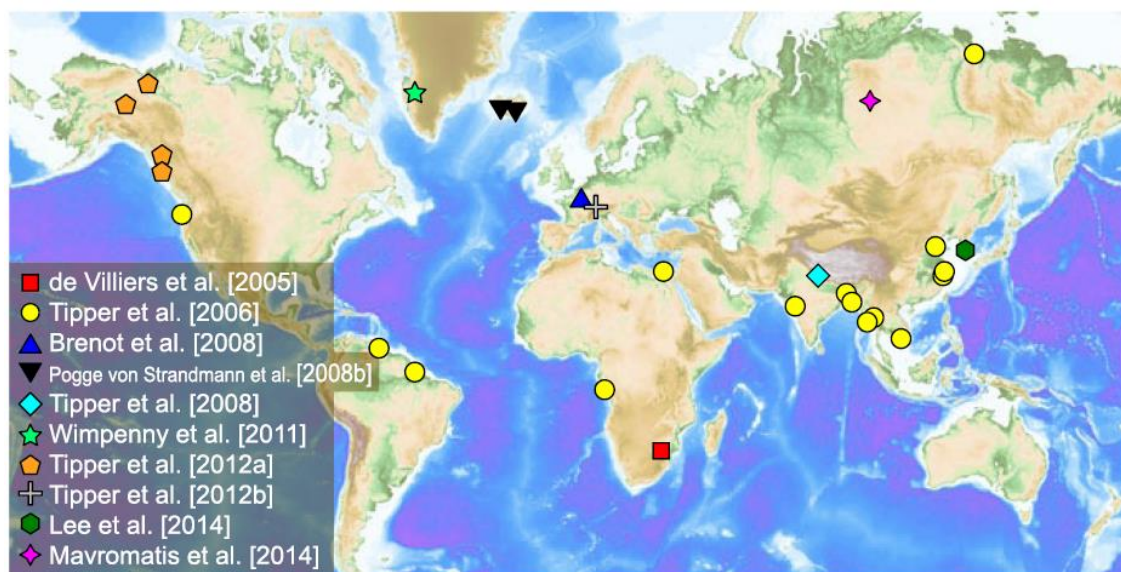 de Villiers et al. [2005]
Tipper et al. [2006]
Brenot et al. [2008]
Pogge von Strandmann et al. [2008b]
Tipper et al. [2008]
Wimpenny et al. [2011]
Tipper et al. [2012a]
Tipper et al. [2012b]
Lee et al. [2014]
Mavromatis et al. [2014]